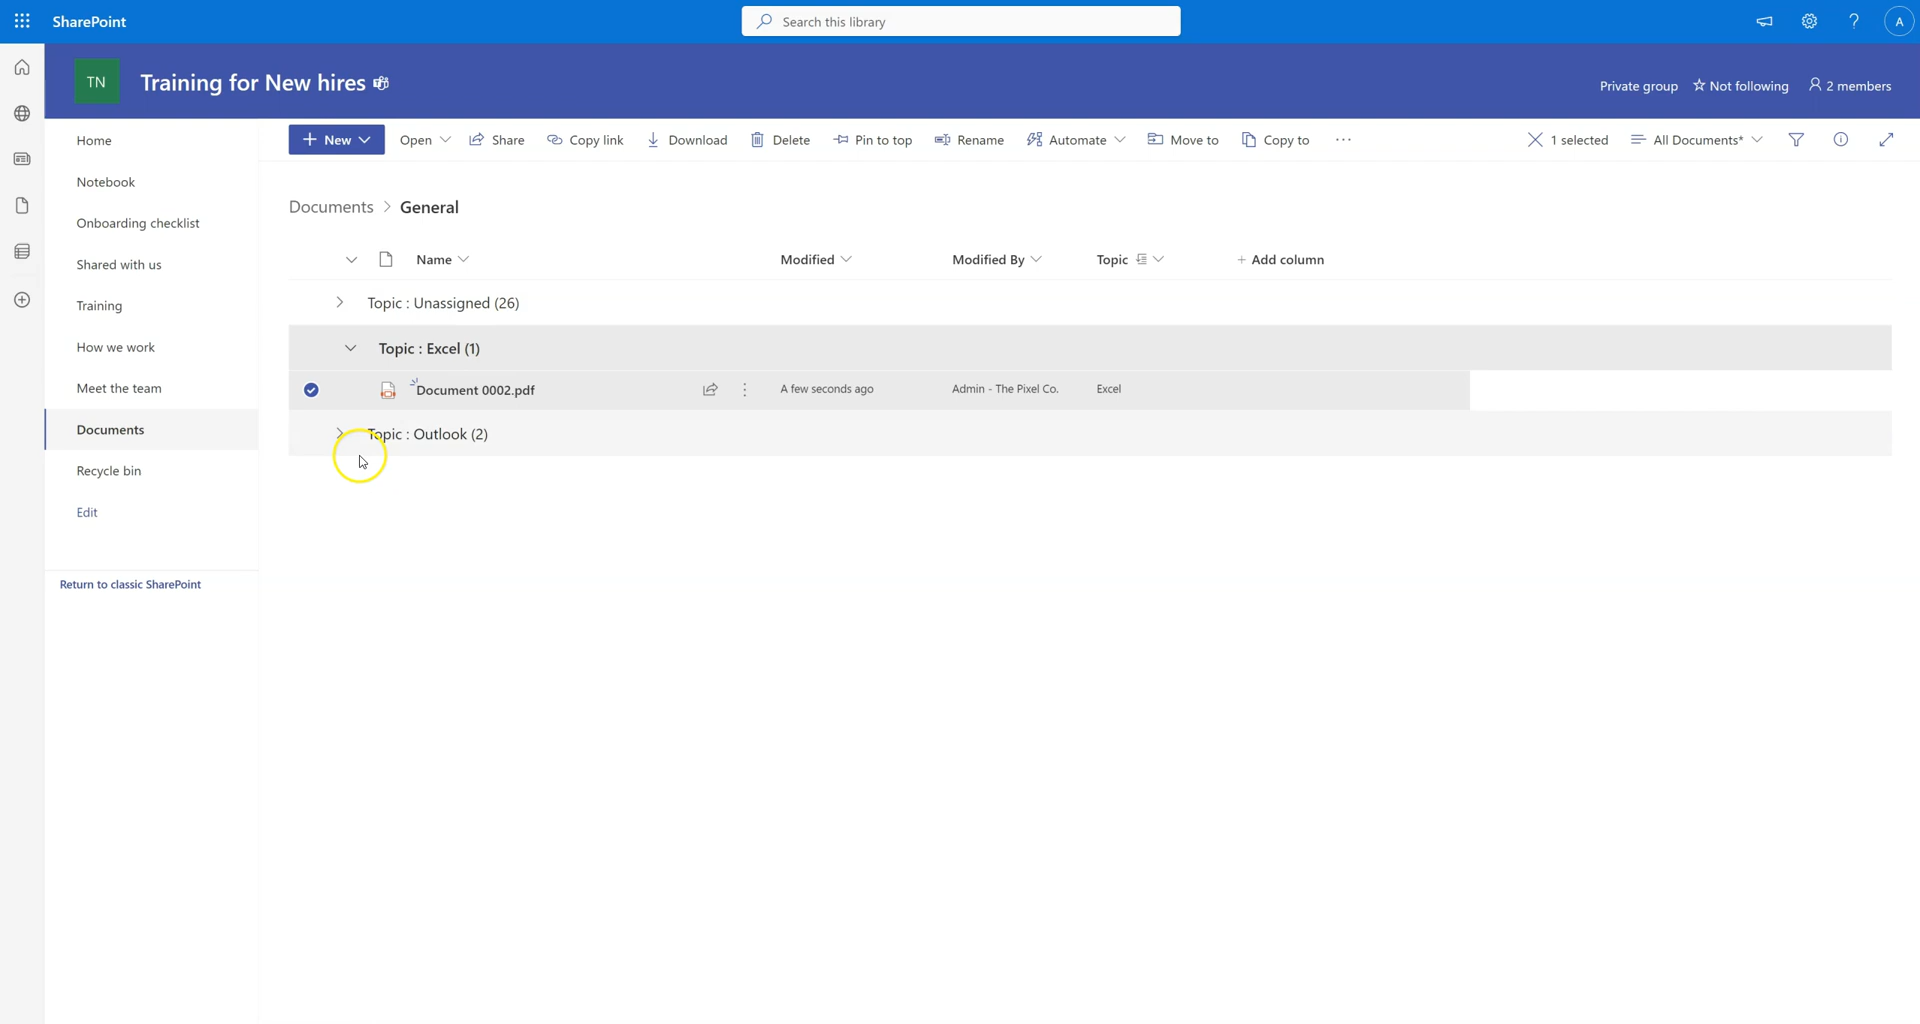 SharePoint
Search this library
A
TN
Training for New hires
Private group
Not following
2 members
Home
Notebook
Onboarding checklist
Shared with us
Training
How we work
Meet the team
Documents
Recycle bin
Edit
Return to classic SharePoint
+ New
Open
Share
Copy link
Download
Delete
Pin to top
Rename
Automate
Move to
Copy to
···
1 selected
All Documents*
Documents > General
Name
Modified
Modified By
Topic
+ Add column
Topic : Unassigned (26)
Topic : Excel (1)
Document 0002.pdf
A few seconds ago
Admin - The Pixel Co.
Excel
Topic : Outlook (2)